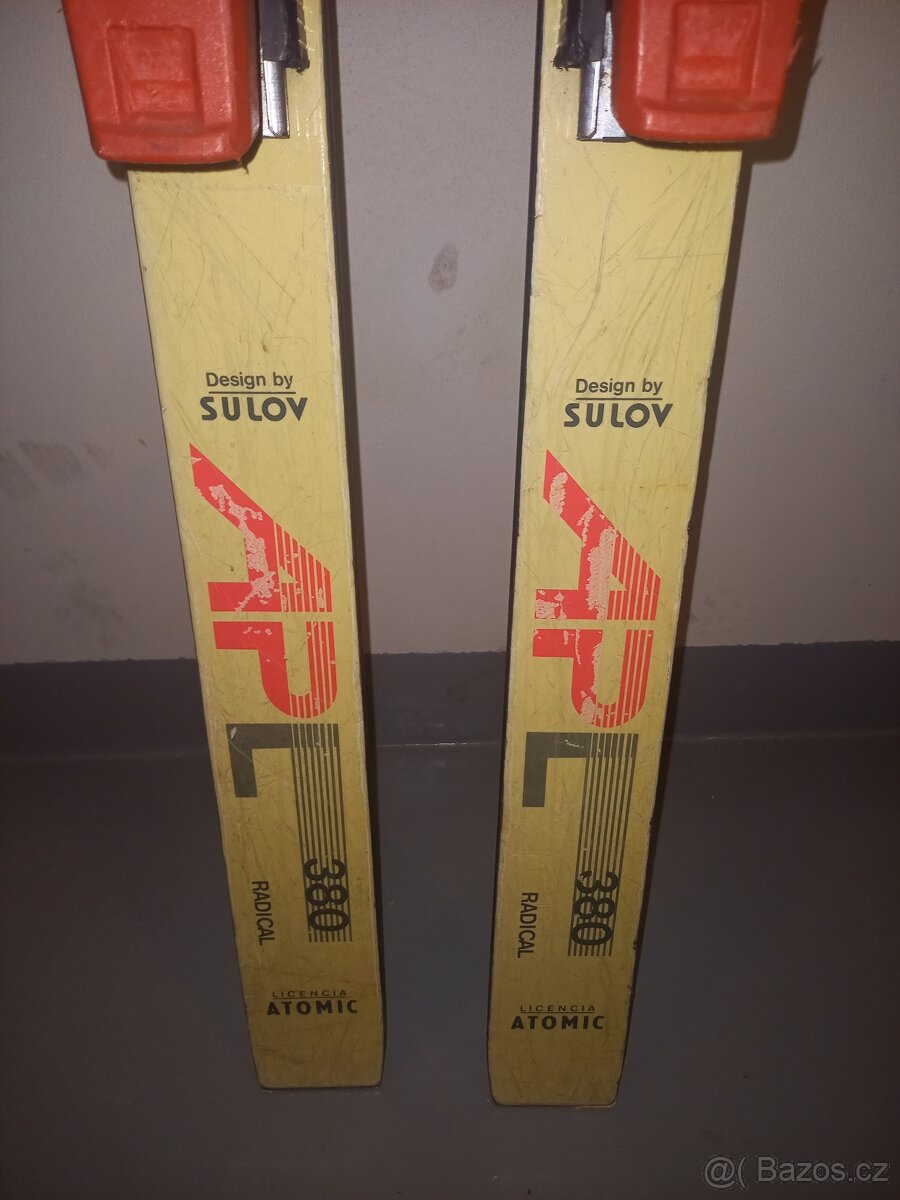 Design by
SULOV
APL
380
RADICAL
LICENCIA
ATOMIC
Design by
SULOV
APL
380
RADICAL
LICENCIA
ATOMIC
@( Bazos.cz